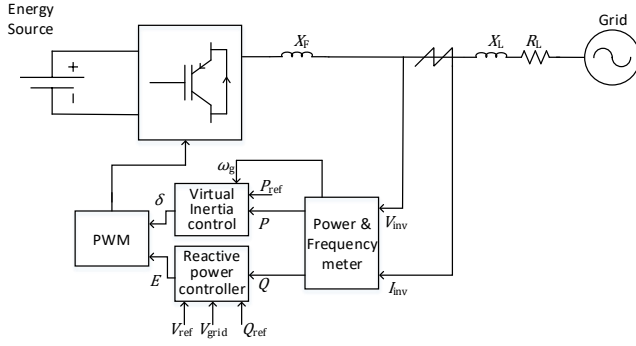 Energy
Source
+
X_F
X_L
R_L
Grid
ω_g
P_ref
δ
Virtual
Inertia
control
P
Power &
Frequency
meter
V_inv
PWM
Reactive
power
controller
E
Q
I_inv
V_ref
V_grid
Q_ref